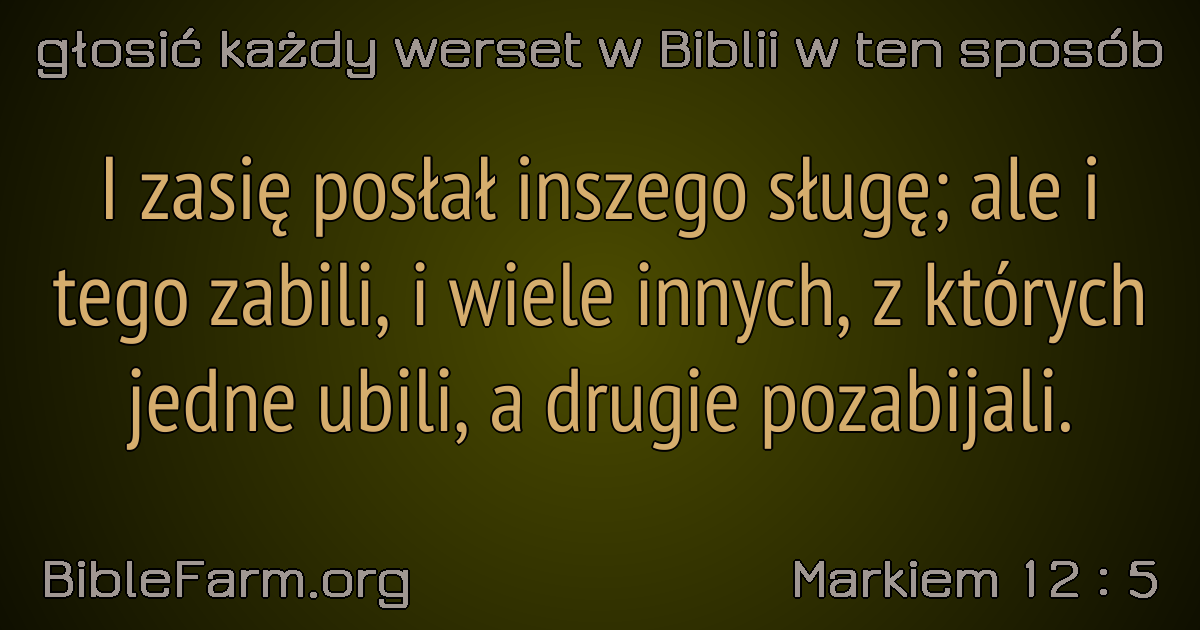 głosić każdy werset w Biblii w ten sposób
I zasię posłał inszego sługę; ale i
tego zabili, i wiele innych, z których
jedne ubili, a drugie pozabijali.
BibleFarm.org
Markiem 12 : 5